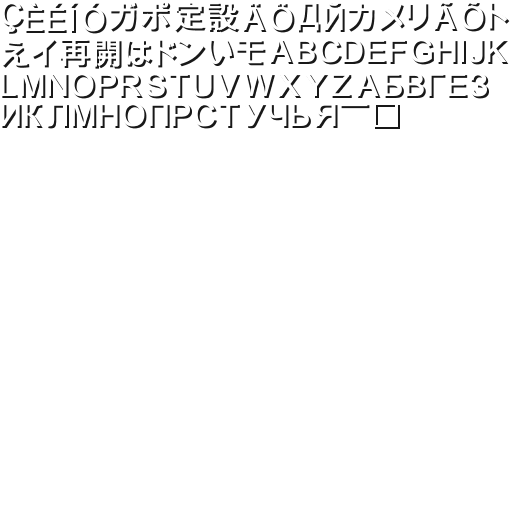 ÇÈÉÍÓガボ定設ÄÖДЙカメリÃÕト
えイ再開はドンいモABCDEFGHIJK
LMNOPRSTUVWXYZАБВГЕЗ
ИКЛМНОПРСТУЧЬЯー□